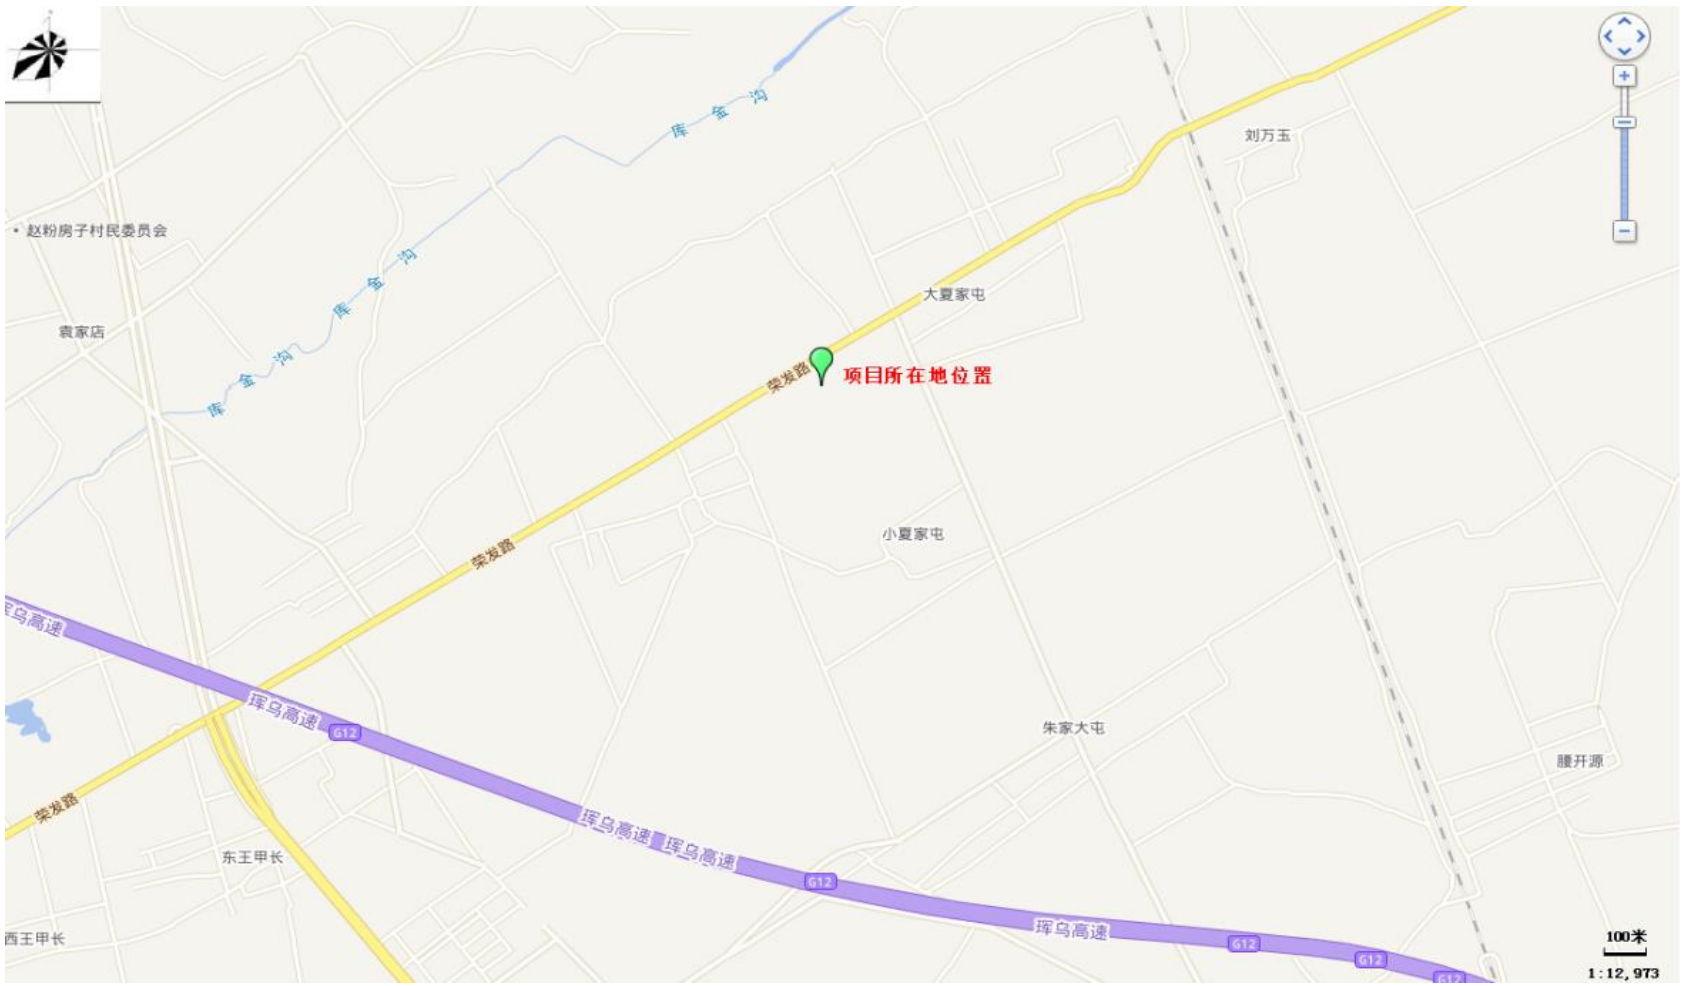 库金沟
刘万玉
赵粉房子村民委员会
库金沟
大夏家屯
袁家店
库金沟
荣发路
项目所在地位置
小夏家屯
荣发路
珲乌高速
珲乌高速
G12
朱家大屯
腰开源
荣发路
珲乌高速
珲乌高速
东王甲长
G12
西王甲长
珲乌高速
G12
G12
G12
100米
1:12,973